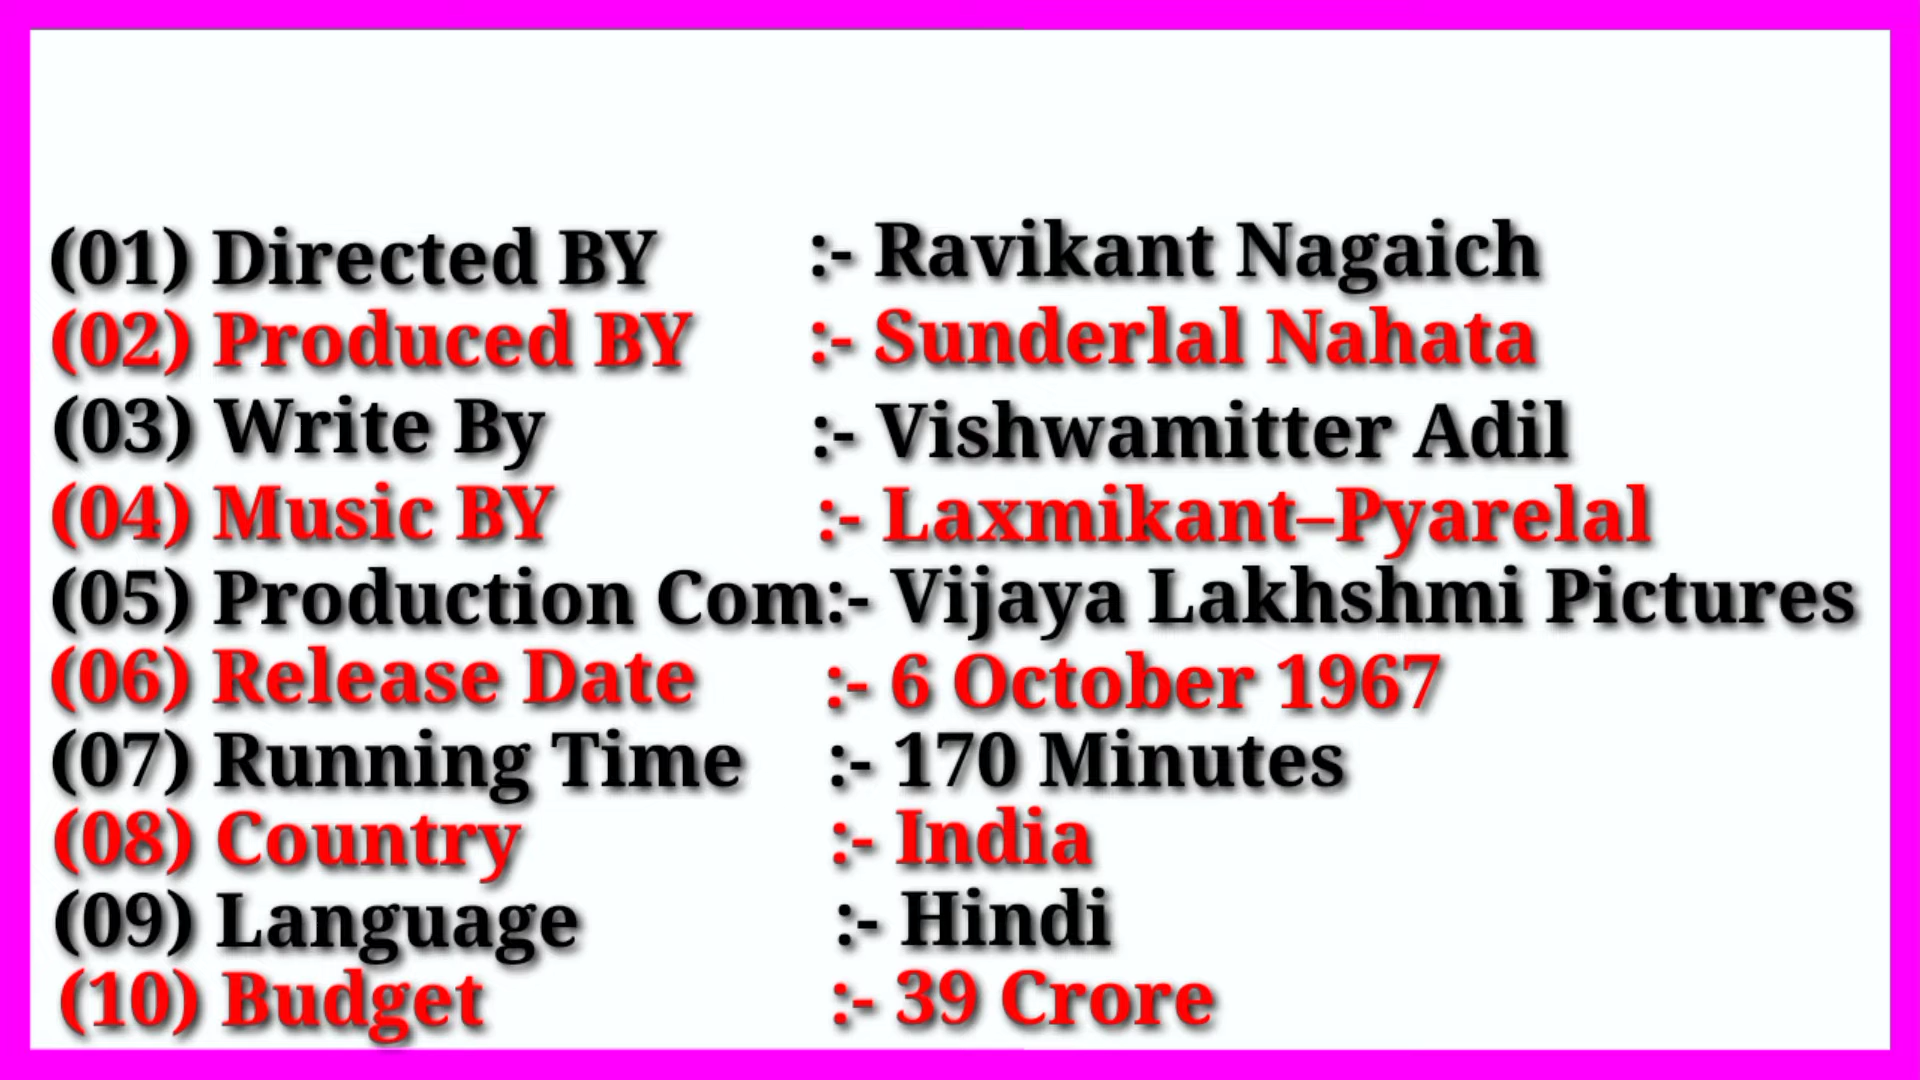 (01) Directed BY :- Ravikant Nagaich
(02) Produced BY :- Sunderlal Nahata
(03) Write By :- Vishwamitter Adil
(04) Music BY :- Laxmikant–Pyarelal
(05) Production Com:- Vijaya Lakhshmi Pictures
(06) Release Date :- 6 October 1967
(07) Running Time :- 170 Minutes
(08) Country :- India
(09) Language :- Hindi
(10) Budget :- 39 Crore